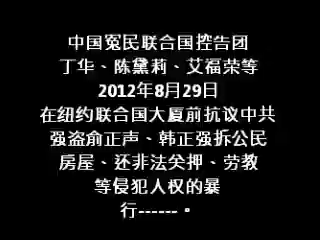 中国冤民联合国控告团
丁华、陈黛莉、艾福荣等
2012年8月29日
在纽约联合国大厦前抗议中共
强盗俞正声、韩正强拆公民
房屋、还非法关押、劳教
等侵犯人权的暴
行------。